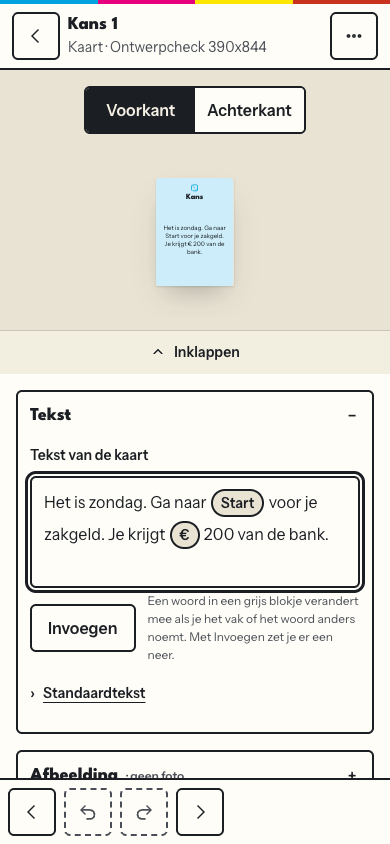 Kans 1
Kaart · Ontwerpcheck 390x844
Voorkant
Achterkant
Kans
Het is zondag. Ga naar
Start voor je zakgeld.
Je krijgt € 200 van de
bank.
Inklappen
Tekst
Tekst van de kaart
Het is zondag. Ga naar Start voor je
zakgeld. Je krijgt € 200 van de bank.
Invoegen
Een woord in een grijs blokje verandert
mee als je het vak of het woord anders
noemt. Met Invoegen zet je er een
neer.
Standaardtekst
Afbeelding · geen foto